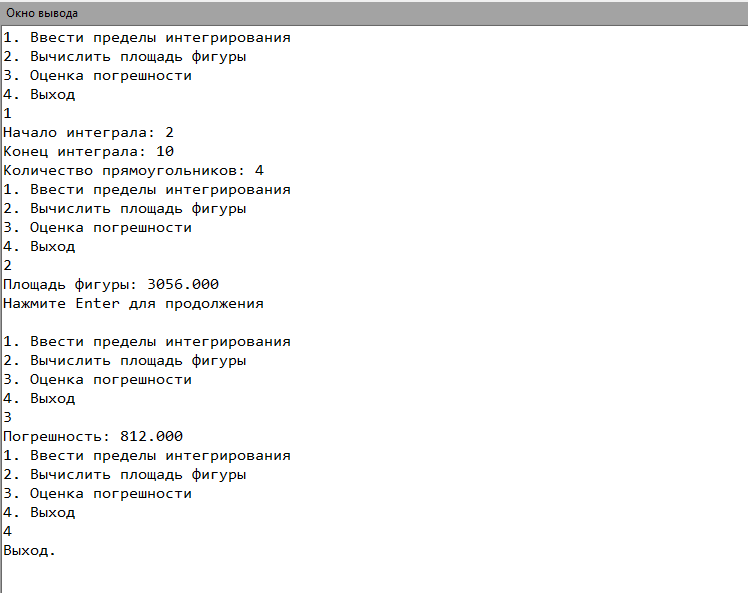 Окно вывода
1. Ввести пределы интегрирования
2. Вычислить площадь фигуры
3. Оценка погрешности
4. Выход
1
Начало интеграла: 2
Конец интеграла: 10
Количество прямоугольников: 4
1. Ввести пределы интегрирования
2. Вычислить площадь фигуры
3. Оценка погрешности
4. Выход
2
Площадь фигуры: 3056.000
Нажмите Enter для продолжения
1. Ввести пределы интегрирования
2. Вычислить площадь фигуры
3. Оценка погрешности
4. Выход
3
Погрешность: 812.000
1. Ввести пределы интегрирования
2. Вычислить площадь фигуры
3. Оценка погрешности
4. Выход
4
Выход.